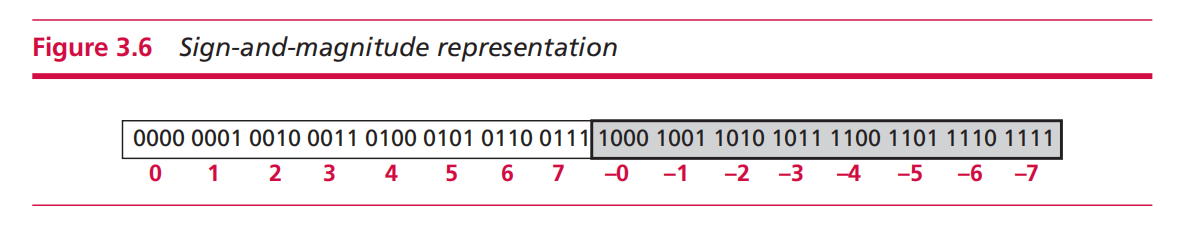 Figure 3.6 Sign-and-magnitude representation
0000 0001 0010 0011 0100 0101 0110 0111 1000 1001 1010 1011 1100 1101 1110 1111
0 1 2 3 4 5 6 7 –0 –1 –2 –3 –4 –5 –6 –7